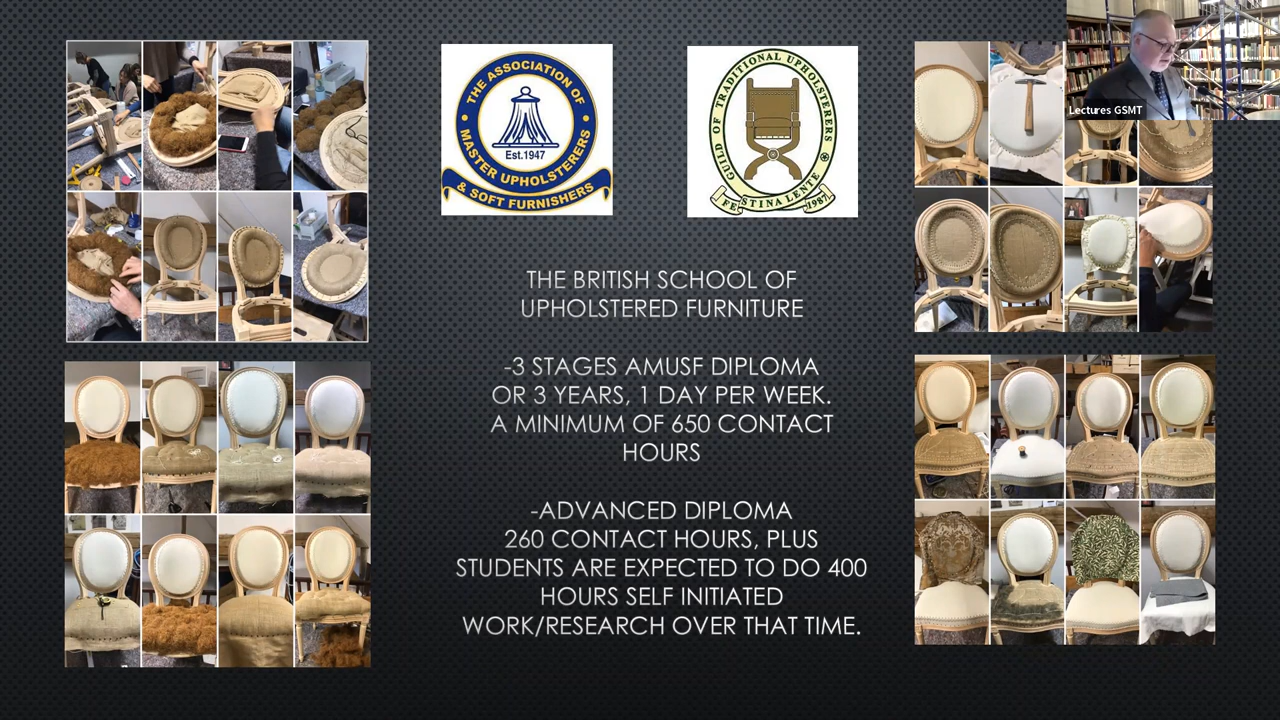 THE ASSOCIATION OF
MASTER UPHOLSTERERS
& SOFT FURNISHERS
Est.1947
GUILD OF TRADITIONAL UPHOLSTERERS
FESTINA LENTE
1987
Lectures GSMT
THE BRITISH SCHOOL OF
UPHOLSTERED FURNITURE
-3 STAGES AMUSF DIPLOMA
OR 3 YEARS, 1 DAY PER WEEK.
A MINIMUM OF 650 CONTACT
HOURS
-ADVANCED DIPLOMA
260 CONTACT HOURS, PLUS
STUDENTS ARE EXPECTED TO DO 400
HOURS SELF INITIATED
WORK/RESEARCH OVER THAT TIME.